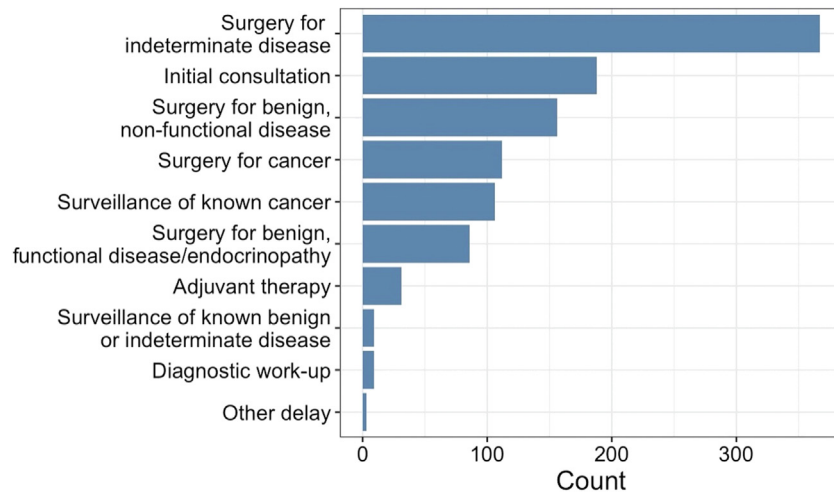 Surgery for
indeterminate disease
Initial consultation
Surgery for benign,
non-functional disease
Surgery for cancer
Surveillance of known cancer
Surgery for benign,
functional disease/endocrinopathy
Adjuvant therapy
Surveillance of known benign
or indeterminate disease
Diagnostic work-up
Other delay
0 100 200 300
Count